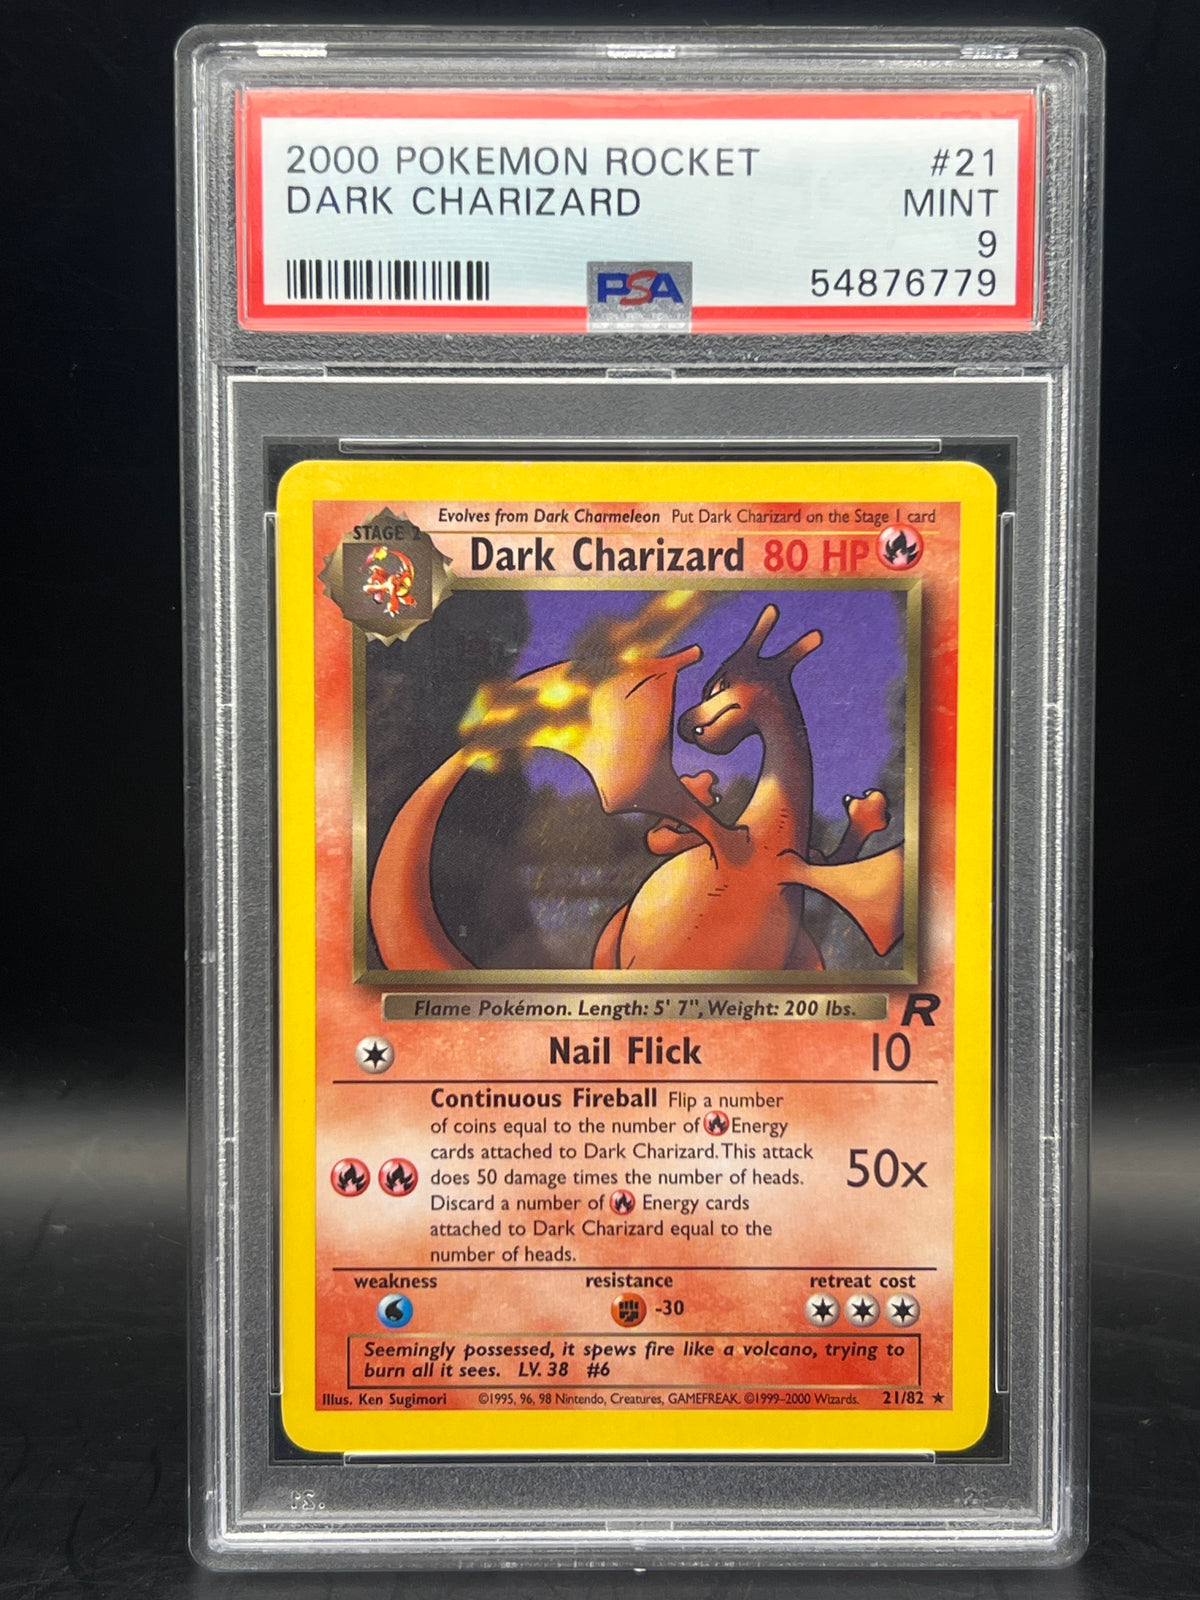 2000 POKEMON ROCKET #21
DARK CHARIZARD MINT
9
PSA 54876779
Evolves from Dark Charmeleon Put Dark Charizard on the Stage 1 card
STAGE 2
Dark Charizard 80 HP
Flame Pokémon. Length: 5' 7", Weight: 200 lbs.
R
Nail Flick 10
Continuous Fireball Flip a number
of coins equal to the number of Energy
cards attached to Dark Charizard. This attack
does 50 damage times the number of heads.
Discard a number of Energy cards
attached to Dark Charizard equal to the
number of heads.
50x
weakness resistance retreat cost
-30
Seemingly possessed, it spews fire like a volcano, trying to
burn all it sees. LV. 38 #6
Illus. Ken Sugimori ©1995, 96, 98 Nintendo, Creatures, GAMEFREAK. ©1999-2000 Wizards. 21/82 ★